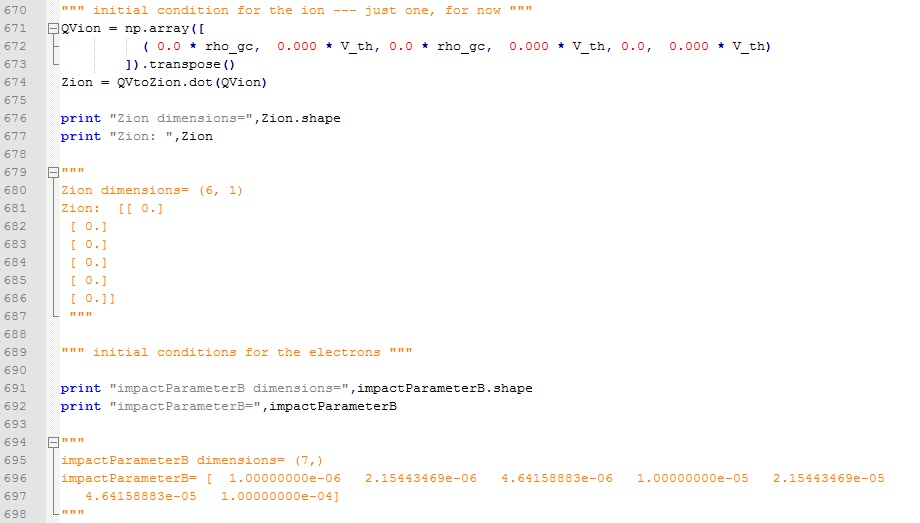 670 """ initial condition for the ion --- just one, for now """
671 QVion = np.array([
672 ( 0.0 * rho_gc, 0.000 * V_th, 0.0 * rho_gc, 0.000 * V_th, 0.0, 0.000 * V_th)
673 ]).transpose()
674 Zion = QVtoZion.dot(QVion)
675
676 print "Zion dimensions=",Zion.shape
677 print "Zion: ",Zion
678
679 """
680 Zion dimensions= (6, 1)
681 Zion: [[ 0.]
682 [ 0.]
683 [ 0.]
684 [ 0.]
685 [ 0.]
686 [ 0.]]
687 """
688
689 """ initial conditions for the electrons """
690
691 print "impactParameterB dimensions=",impactParameterB.shape
692 print "impactParameterB=",impactParameterB
693
694 """
695 impactParameterB dimensions= (7,)
696 impactParameterB= [ 1.00000000e-06 2.15443469e-06 4.64158883e-06 1.00000000e-05 2.15443469e-05
697 4.64158883e-05 1.00000000e-04]
698 """